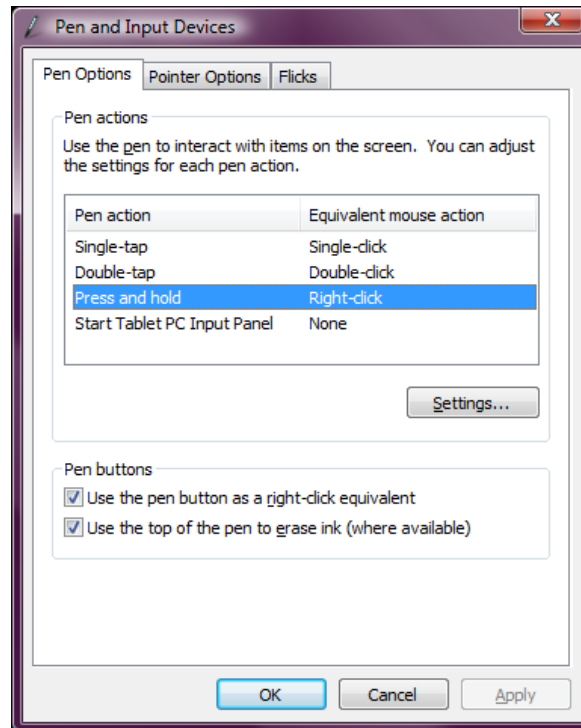 Pen and Input Devices
Pen Options Pointer Options Flicks
Pen actions
Use the pen to interact with items on the screen. You can adjust
the settings for each pen action.
Pen action Equivalent mouse action
Single-tap Single-click
Double-tap Double-click
Press and hold Right-click
Start Tablet PC Input Panel None
Settings...
Pen buttons
Use the pen button as a right-click equivalent
Use the top of the pen to erase ink (where available)
OK Cancel Apply